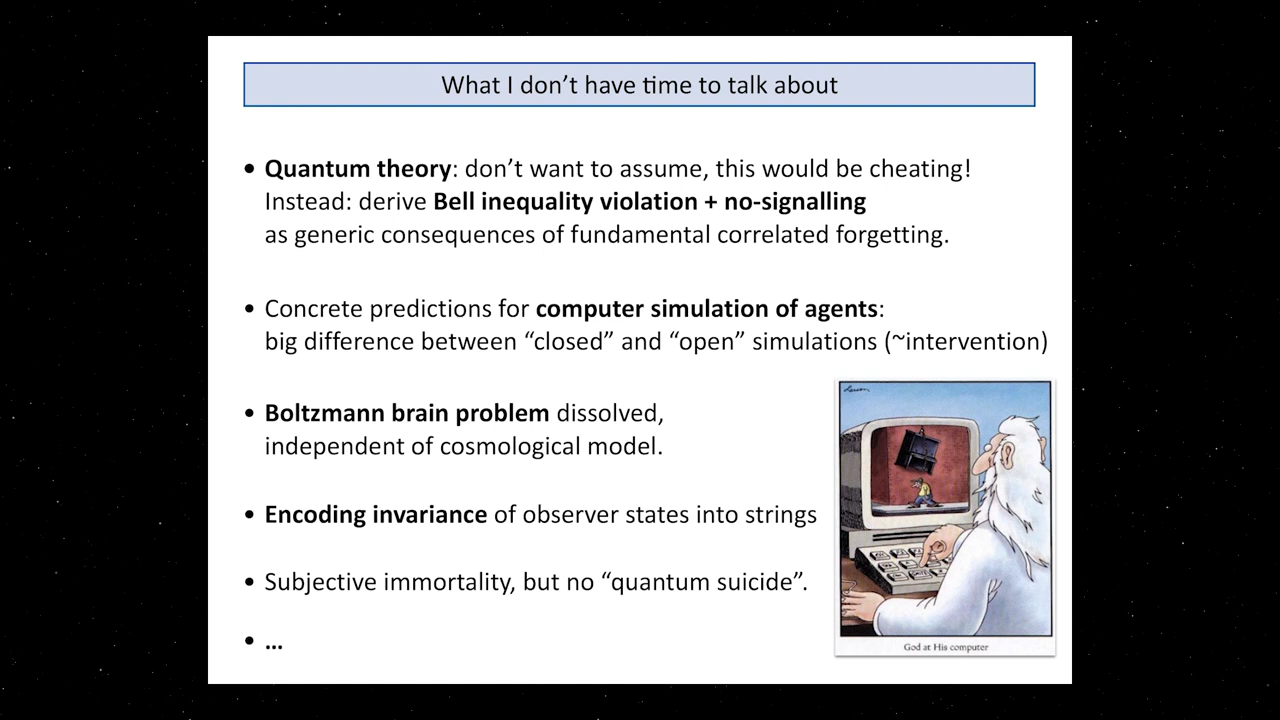 What I don’t have time to talk about
• Quantum theory: don’t want to assume, this would be cheating!
Instead: derive Bell inequality violation + no-signalling
as generic consequences of fundamental correlated forgetting.
• Concrete predictions for computer simulation of agents:
big difference between “closed” and “open” simulations (~intervention)
• Boltzmann brain problem dissolved,
independent of cosmological model.
• Encoding invariance of observer states into strings
• Subjective immortality, but no “quantum suicide”.
• ...
Larson
God at His computer